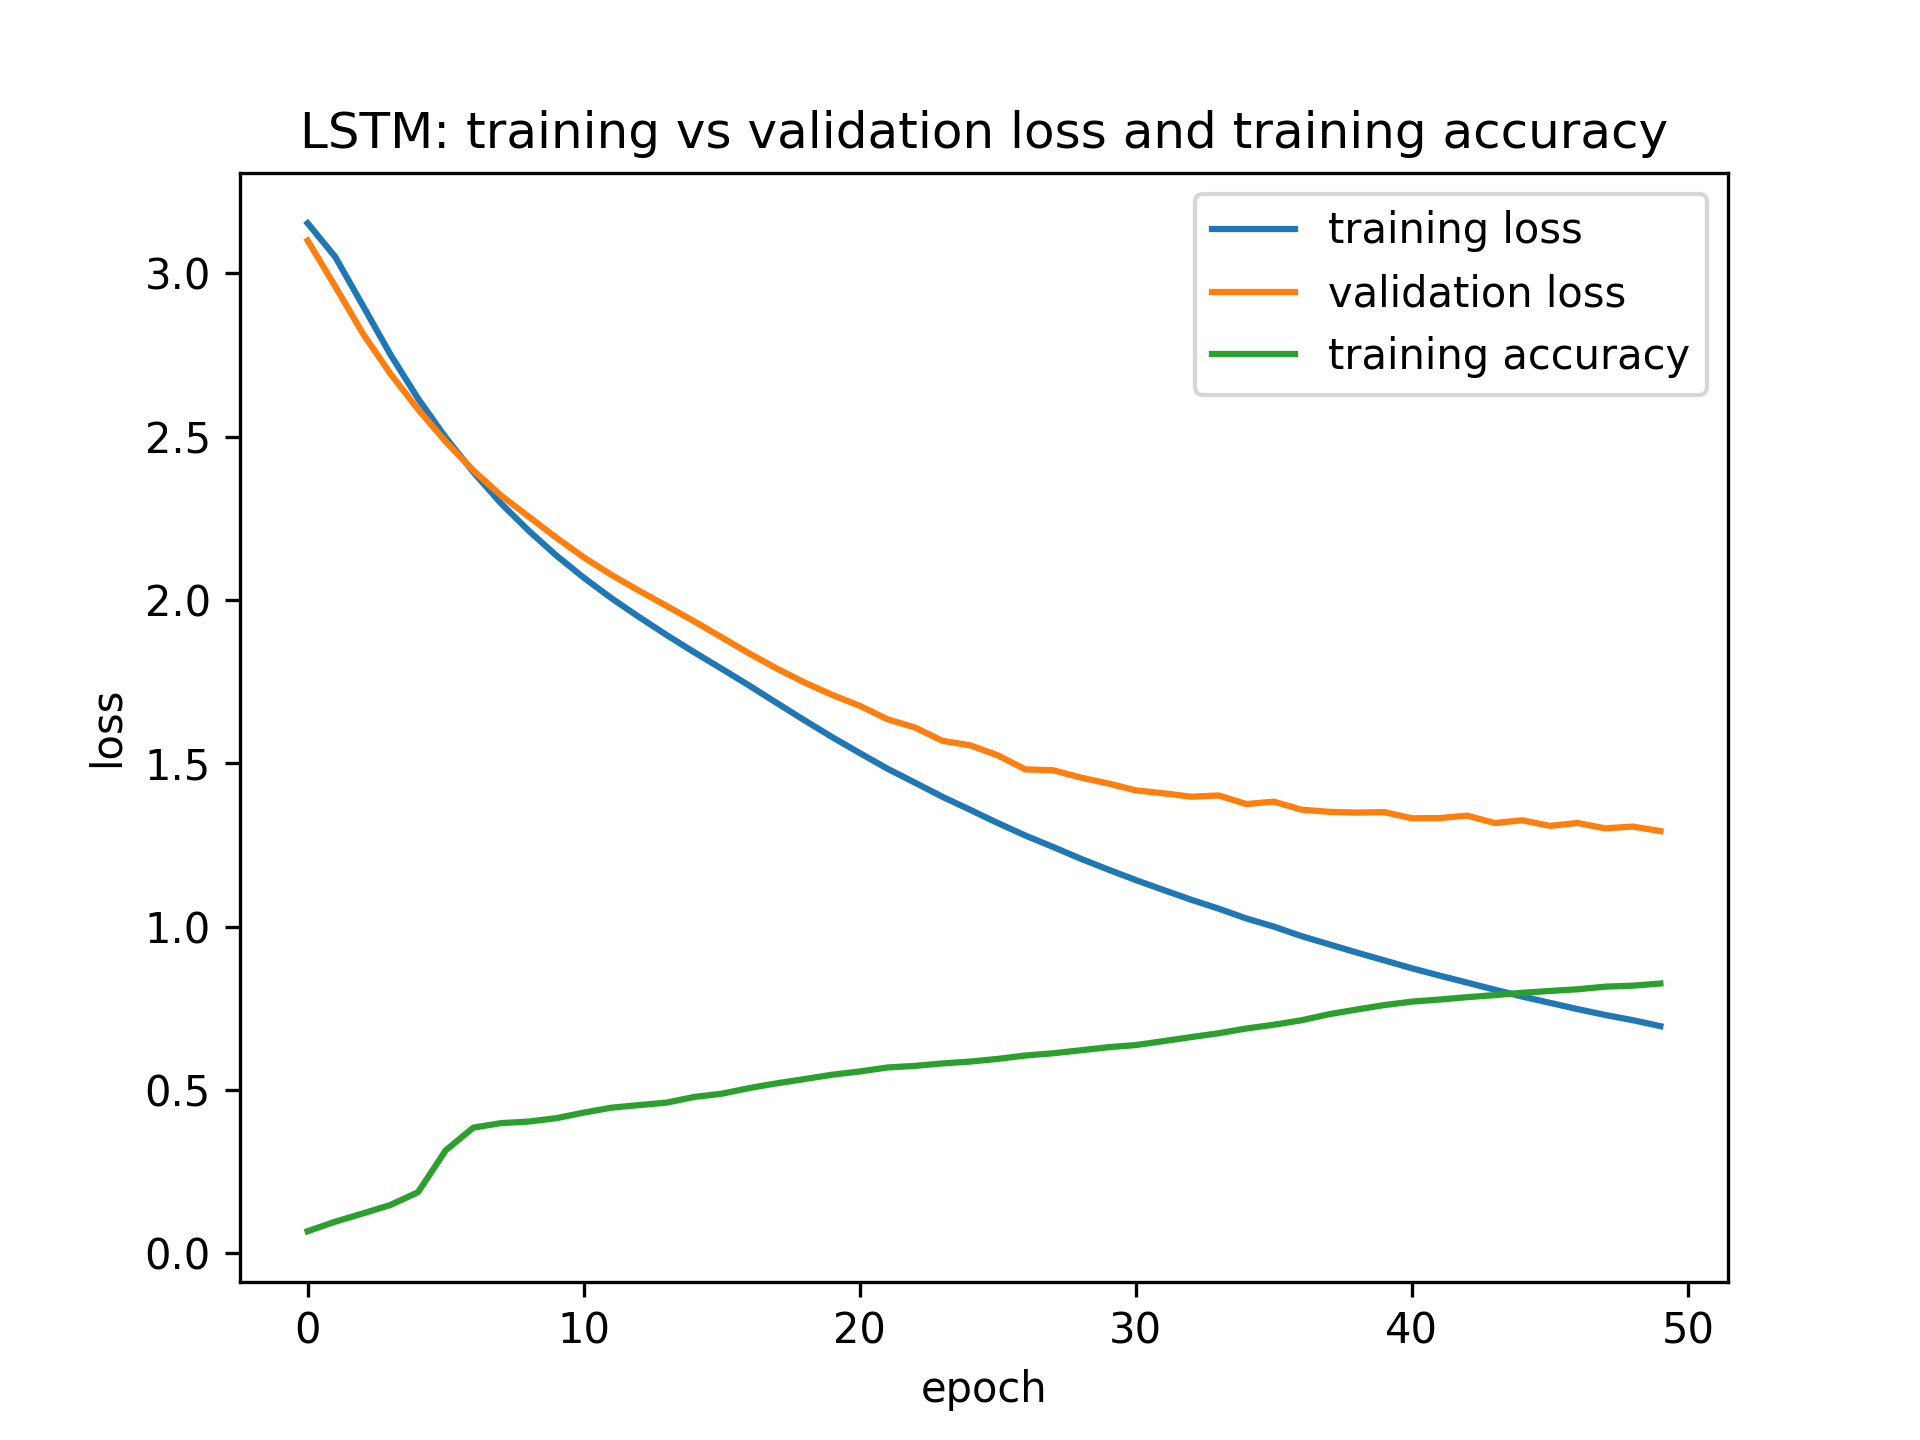 LSTM: training vs validation loss and training accuracy
training loss
validation loss
training accuracy
3.0
2.5
2.0
1.5
1.0
0.5
0.0
loss
0 10 20 30 40 50
epoch